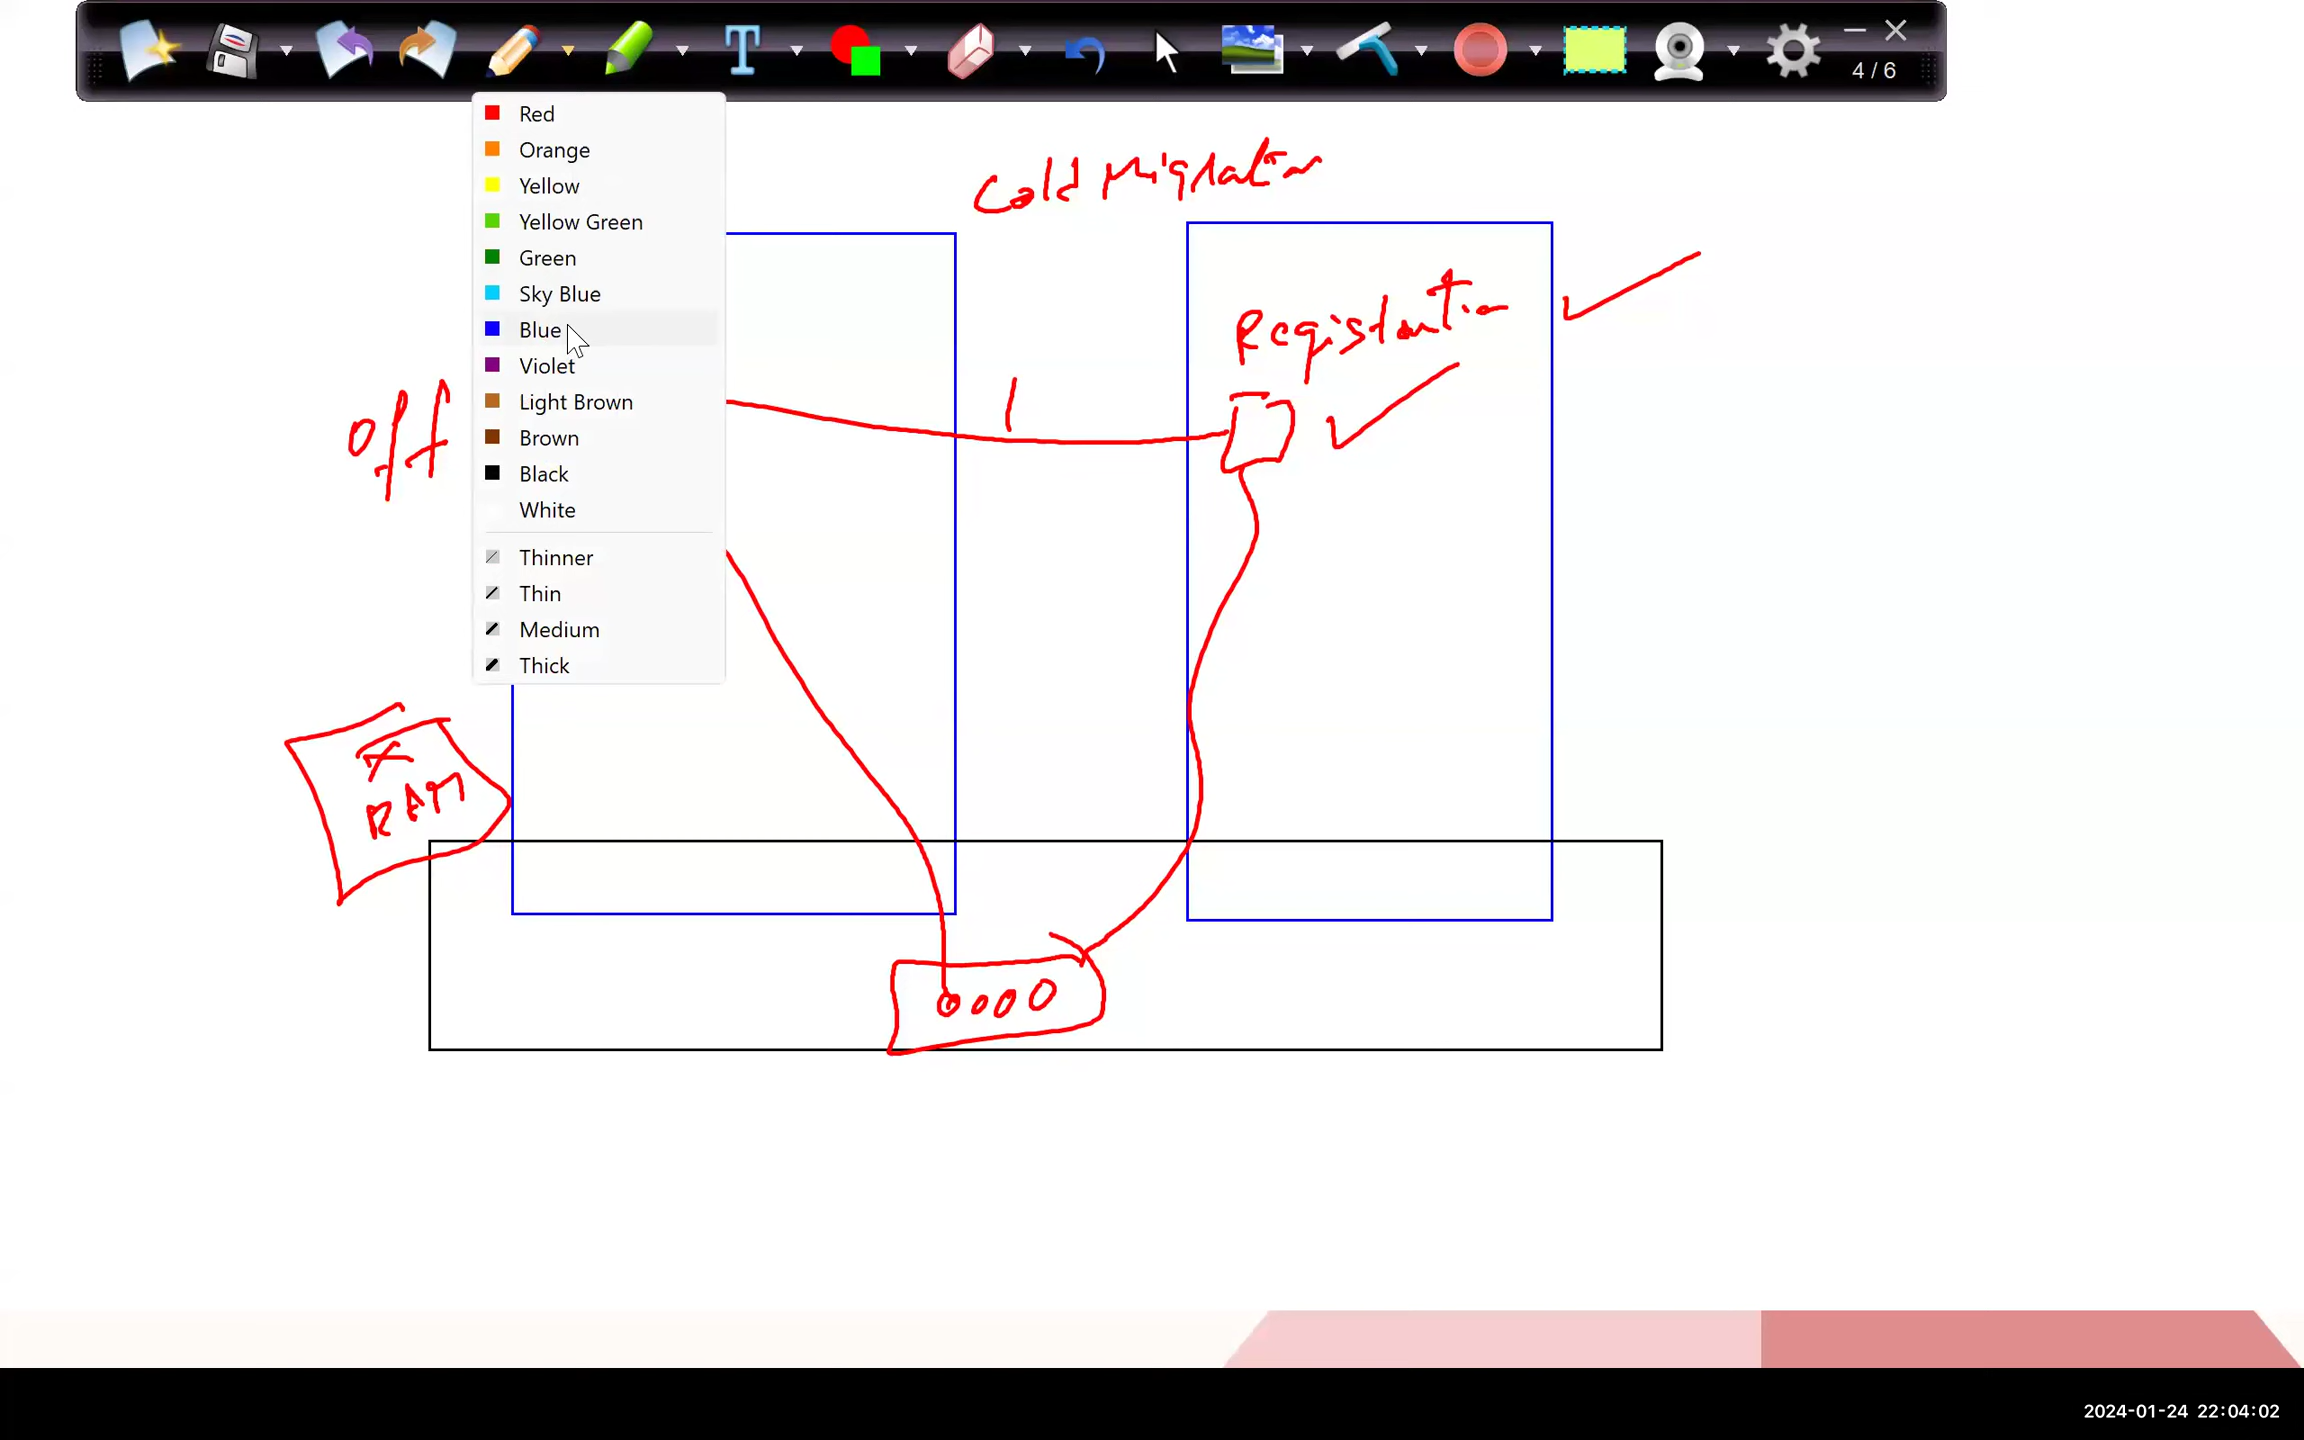 4 / 6
Red
Orange
Yellow
Yellow Green
Green
Sky Blue
Blue
Violet
Light Brown
Brown
Black
White
Thinner
Thin
Medium
Thick
Cold Migration
Registration
off
RAM
2024-01-24 22:04:02